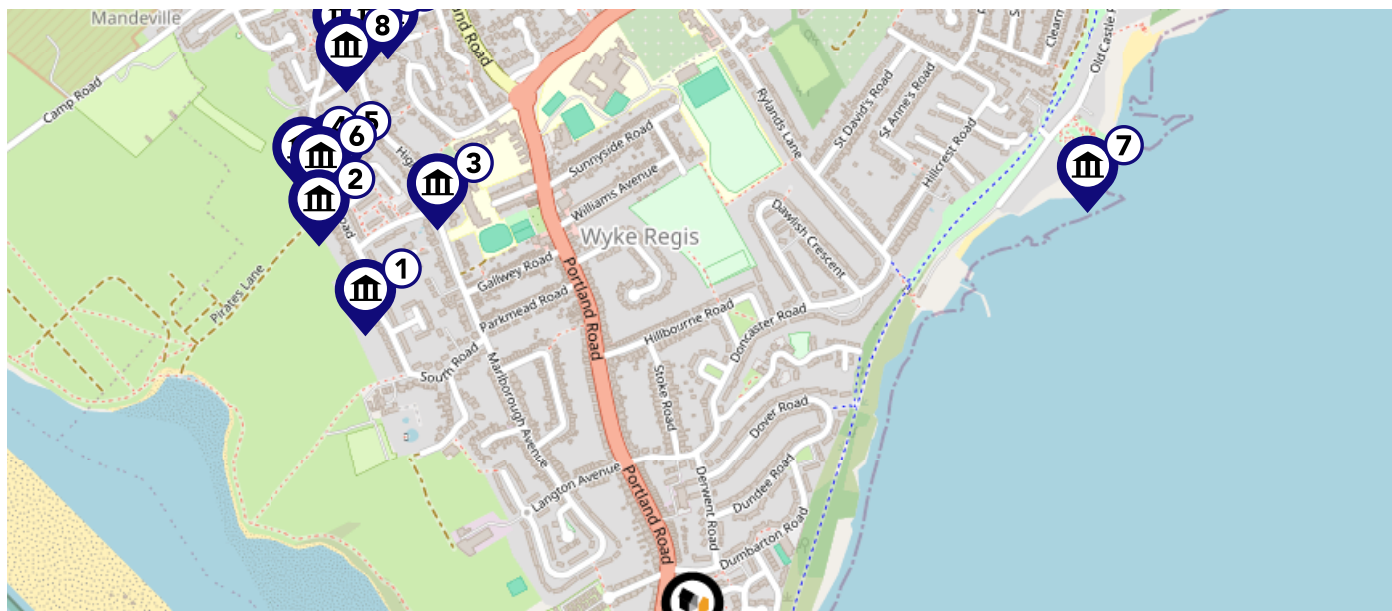 Mandeville
8
Camp Road
4
5
6
2
3
1
7
Sunnyside Road
Williams Avenue
Wyke Regis
Rylands Lane
St David's Road
St Anne's Road
Hillcrest Road
Old Castle
Dawlish Crescent
Pirates Lane
Gallwey Road
Parkmead Road
Portland Road
Hillbourne Road
Doncaster Road
South Road
Marlborough Avenue
Stoke Road
Dover Road
Langton Avenue
Portland Road
Derwent Road
Dundee Road
Dumbarton Road